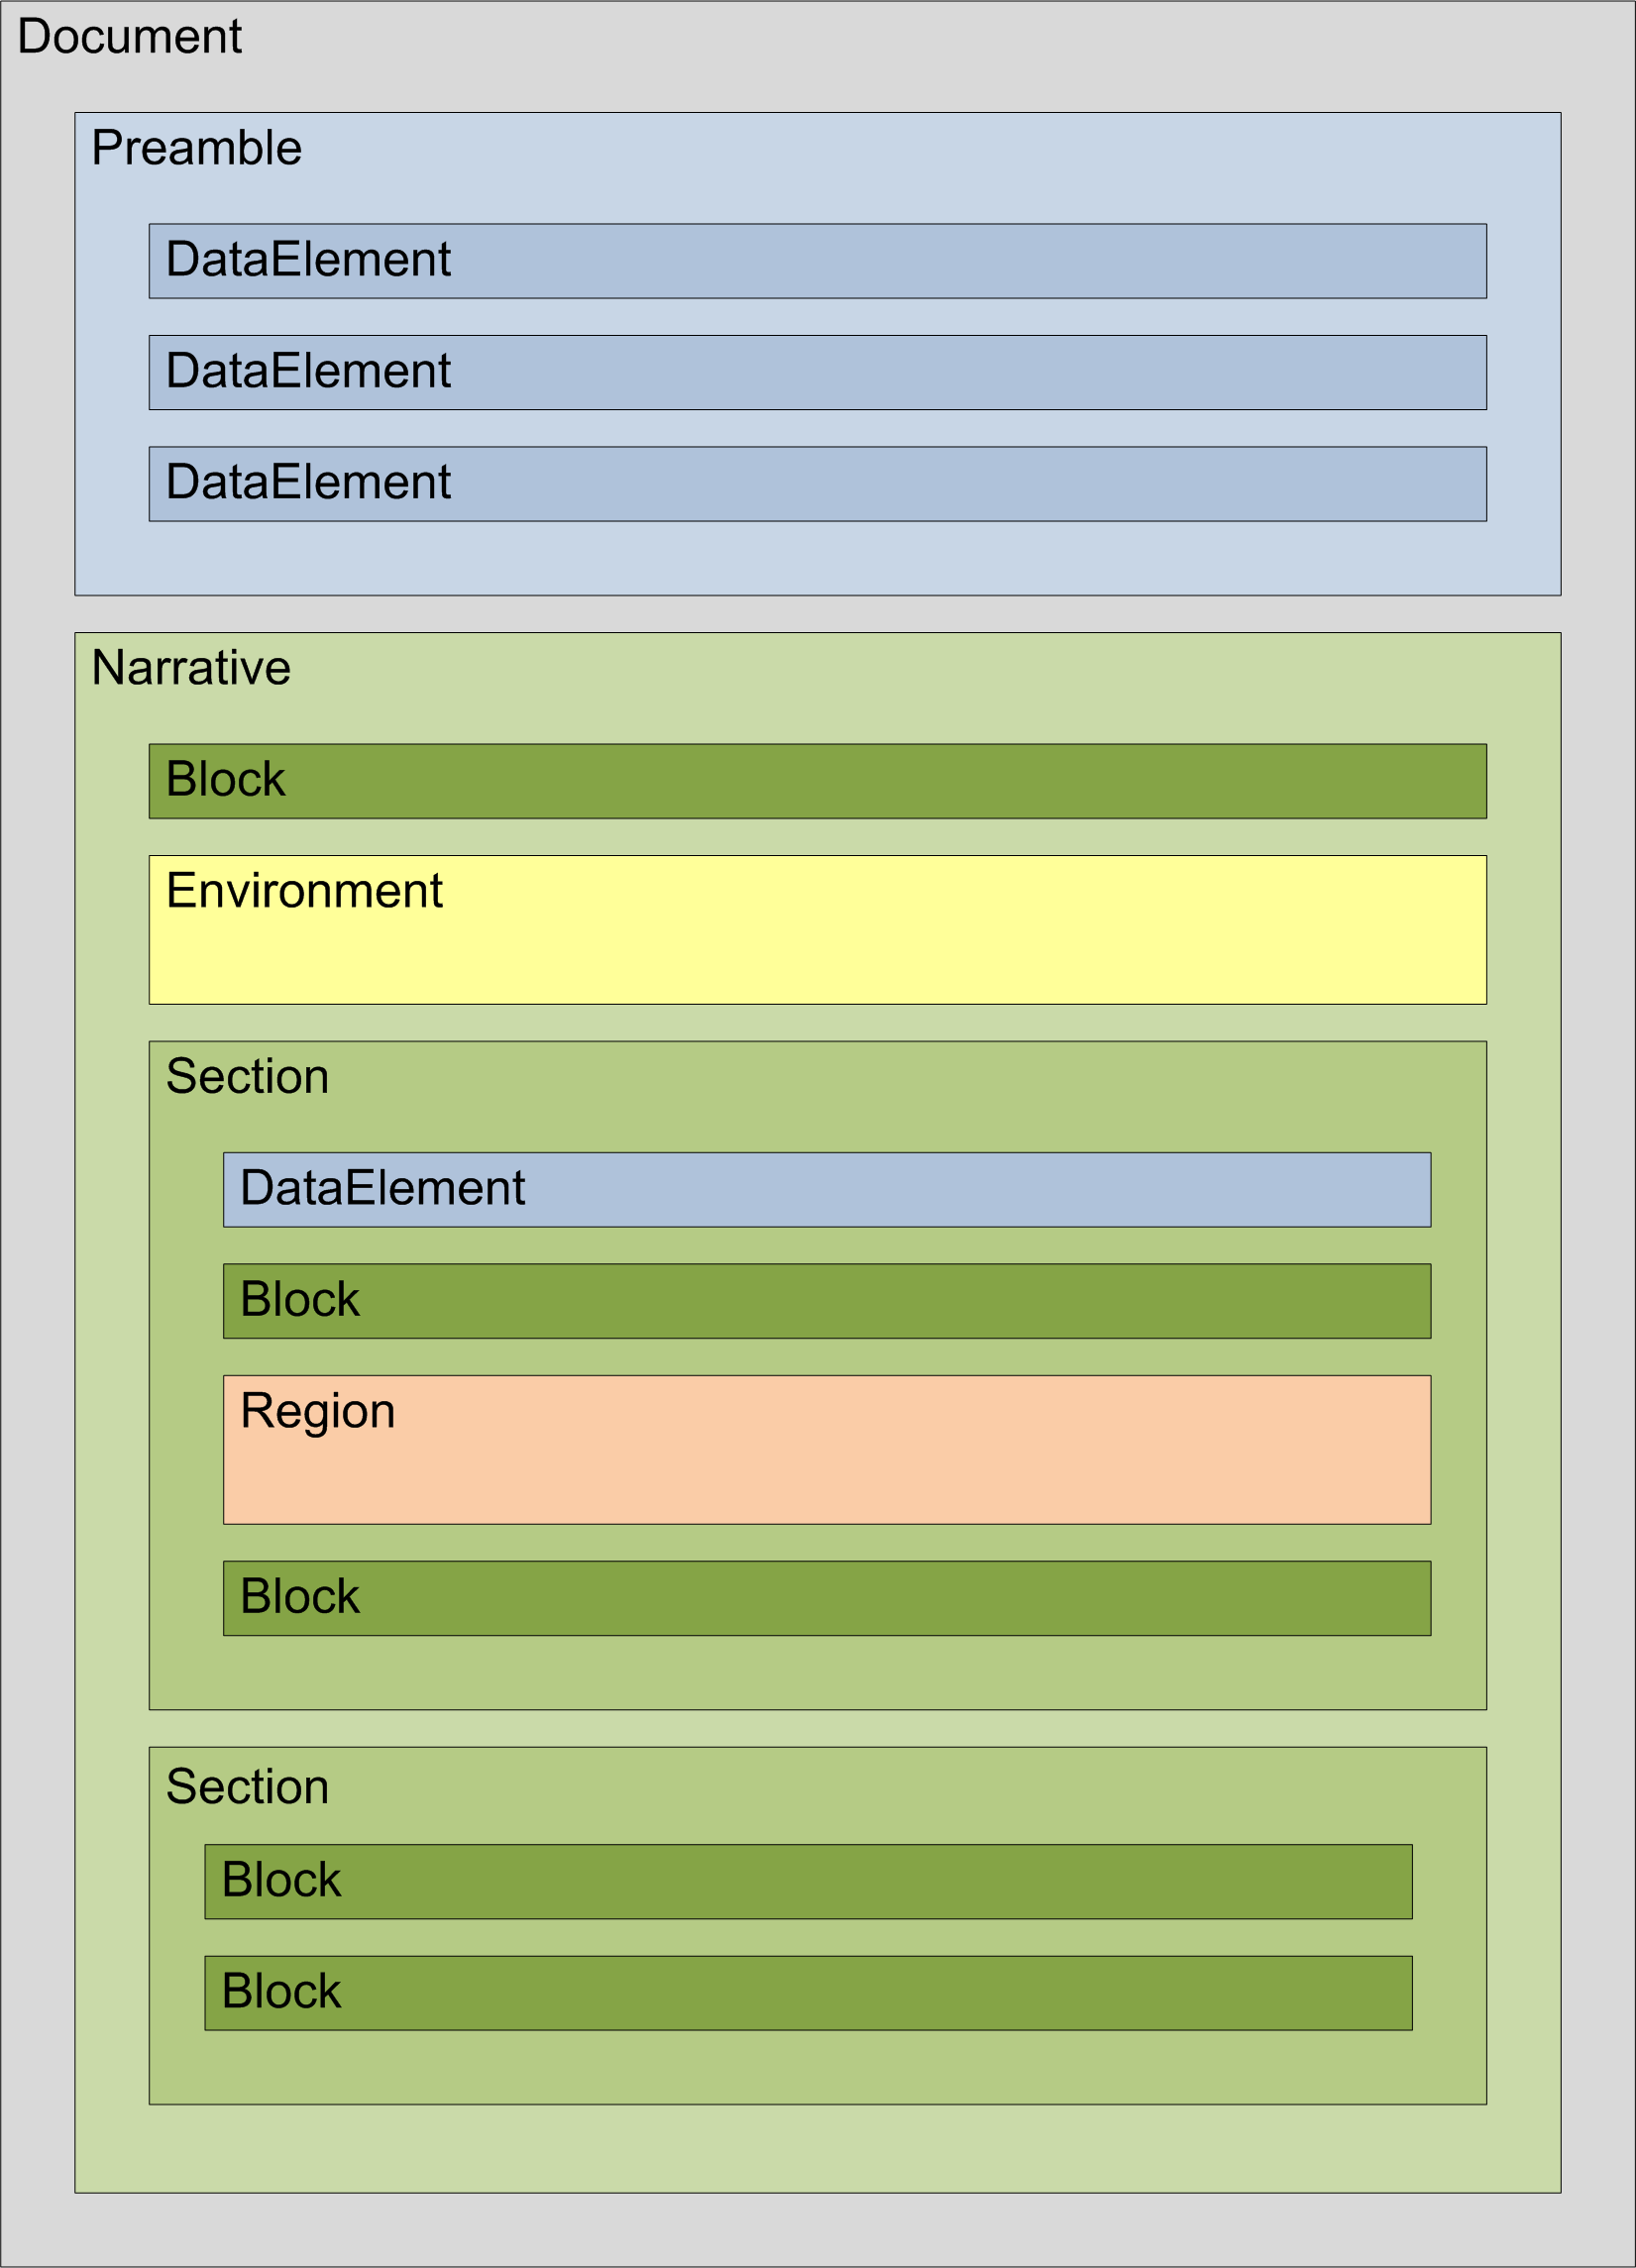 Document
Preamble
DataElement
DataElement
DataElement
Narrative
Block
Environment
Section
DataElement
Block
Region
Block
Section
Block
Block